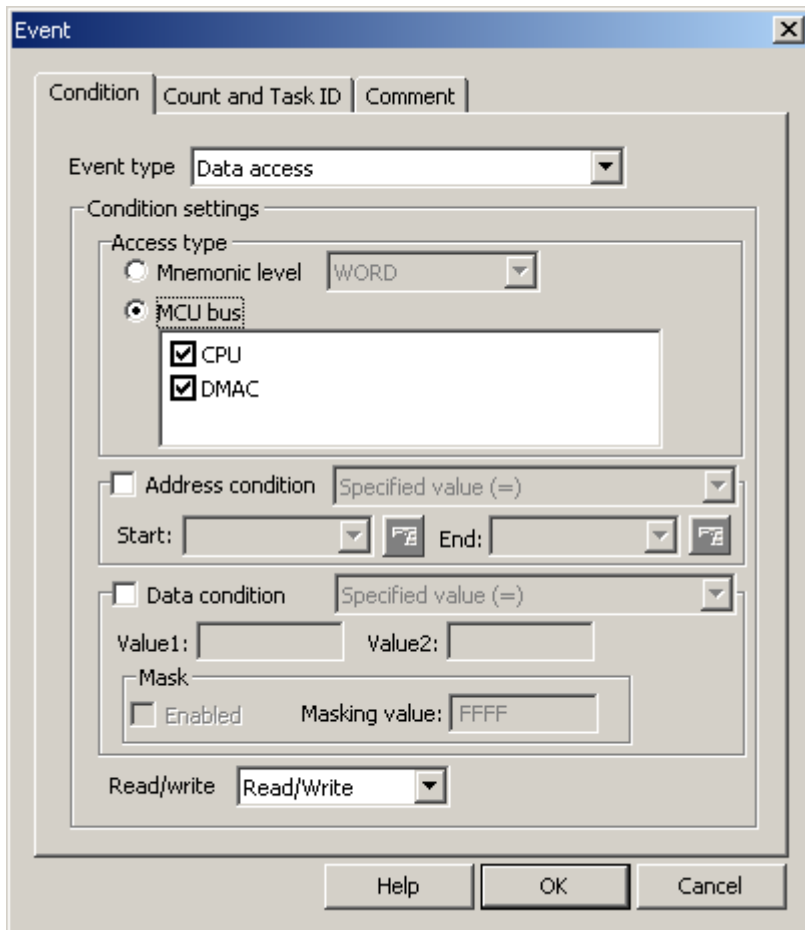 Event
Condition Count and Task ID Comment
Event type Data access
Condition settings
Access type
Mnemonic level WORD
MCU bus
CPU
DMAC
Address condition Specified value (=)
Start: End:
Data condition Specified value (=)
Value1: Value2:
Mask
Enabled Masking value: FFFF
Read/write Read/Write
Help OK Cancel